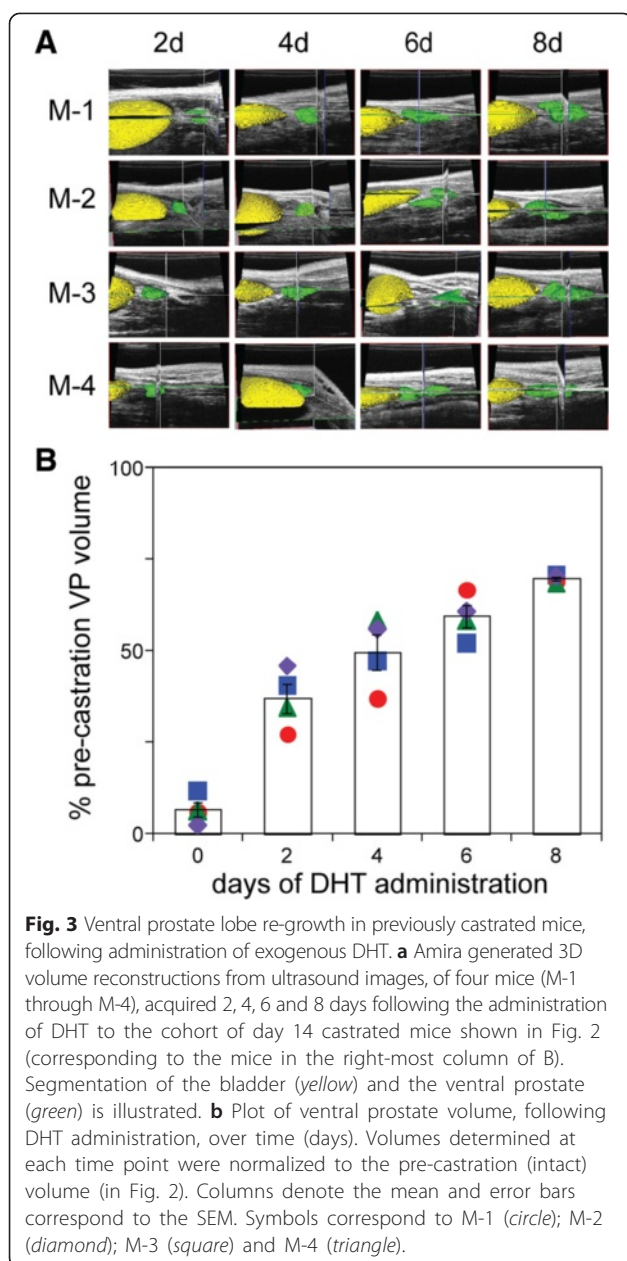 A
2d 4d 6d 8d
M-1
M-2
M-3
M-4
B
% pre-castration VP volume
100
50
0
0 2 4 6 8
days of DHT administration
Fig. 3 Ventral prostate lobe re-growth in previously castrated mice,
following administration of exogenous DHT. a Amira generated 3D
volume reconstructions from ultrasound images, of four mice (M-1
through M-4), acquired 2, 4, 6 and 8 days following the administration
of DHT to the cohort of day 14 castrated mice shown in Fig. 2
(corresponding to the mice in the right-most column of B).
Segmentation of the bladder (yellow) and the ventral prostate
(green) is illustrated. b Plot of ventral prostate volume, following
DHT administration, over time (days). Volumes determined at
each time point were normalized to the pre-castration (intact)
volume (in Fig. 2). Columns denote the mean and error bars
correspond to the SEM. Symbols correspond to M-1 (circle); M-2
(diamond); M-3 (square) and M-4 (triangle).